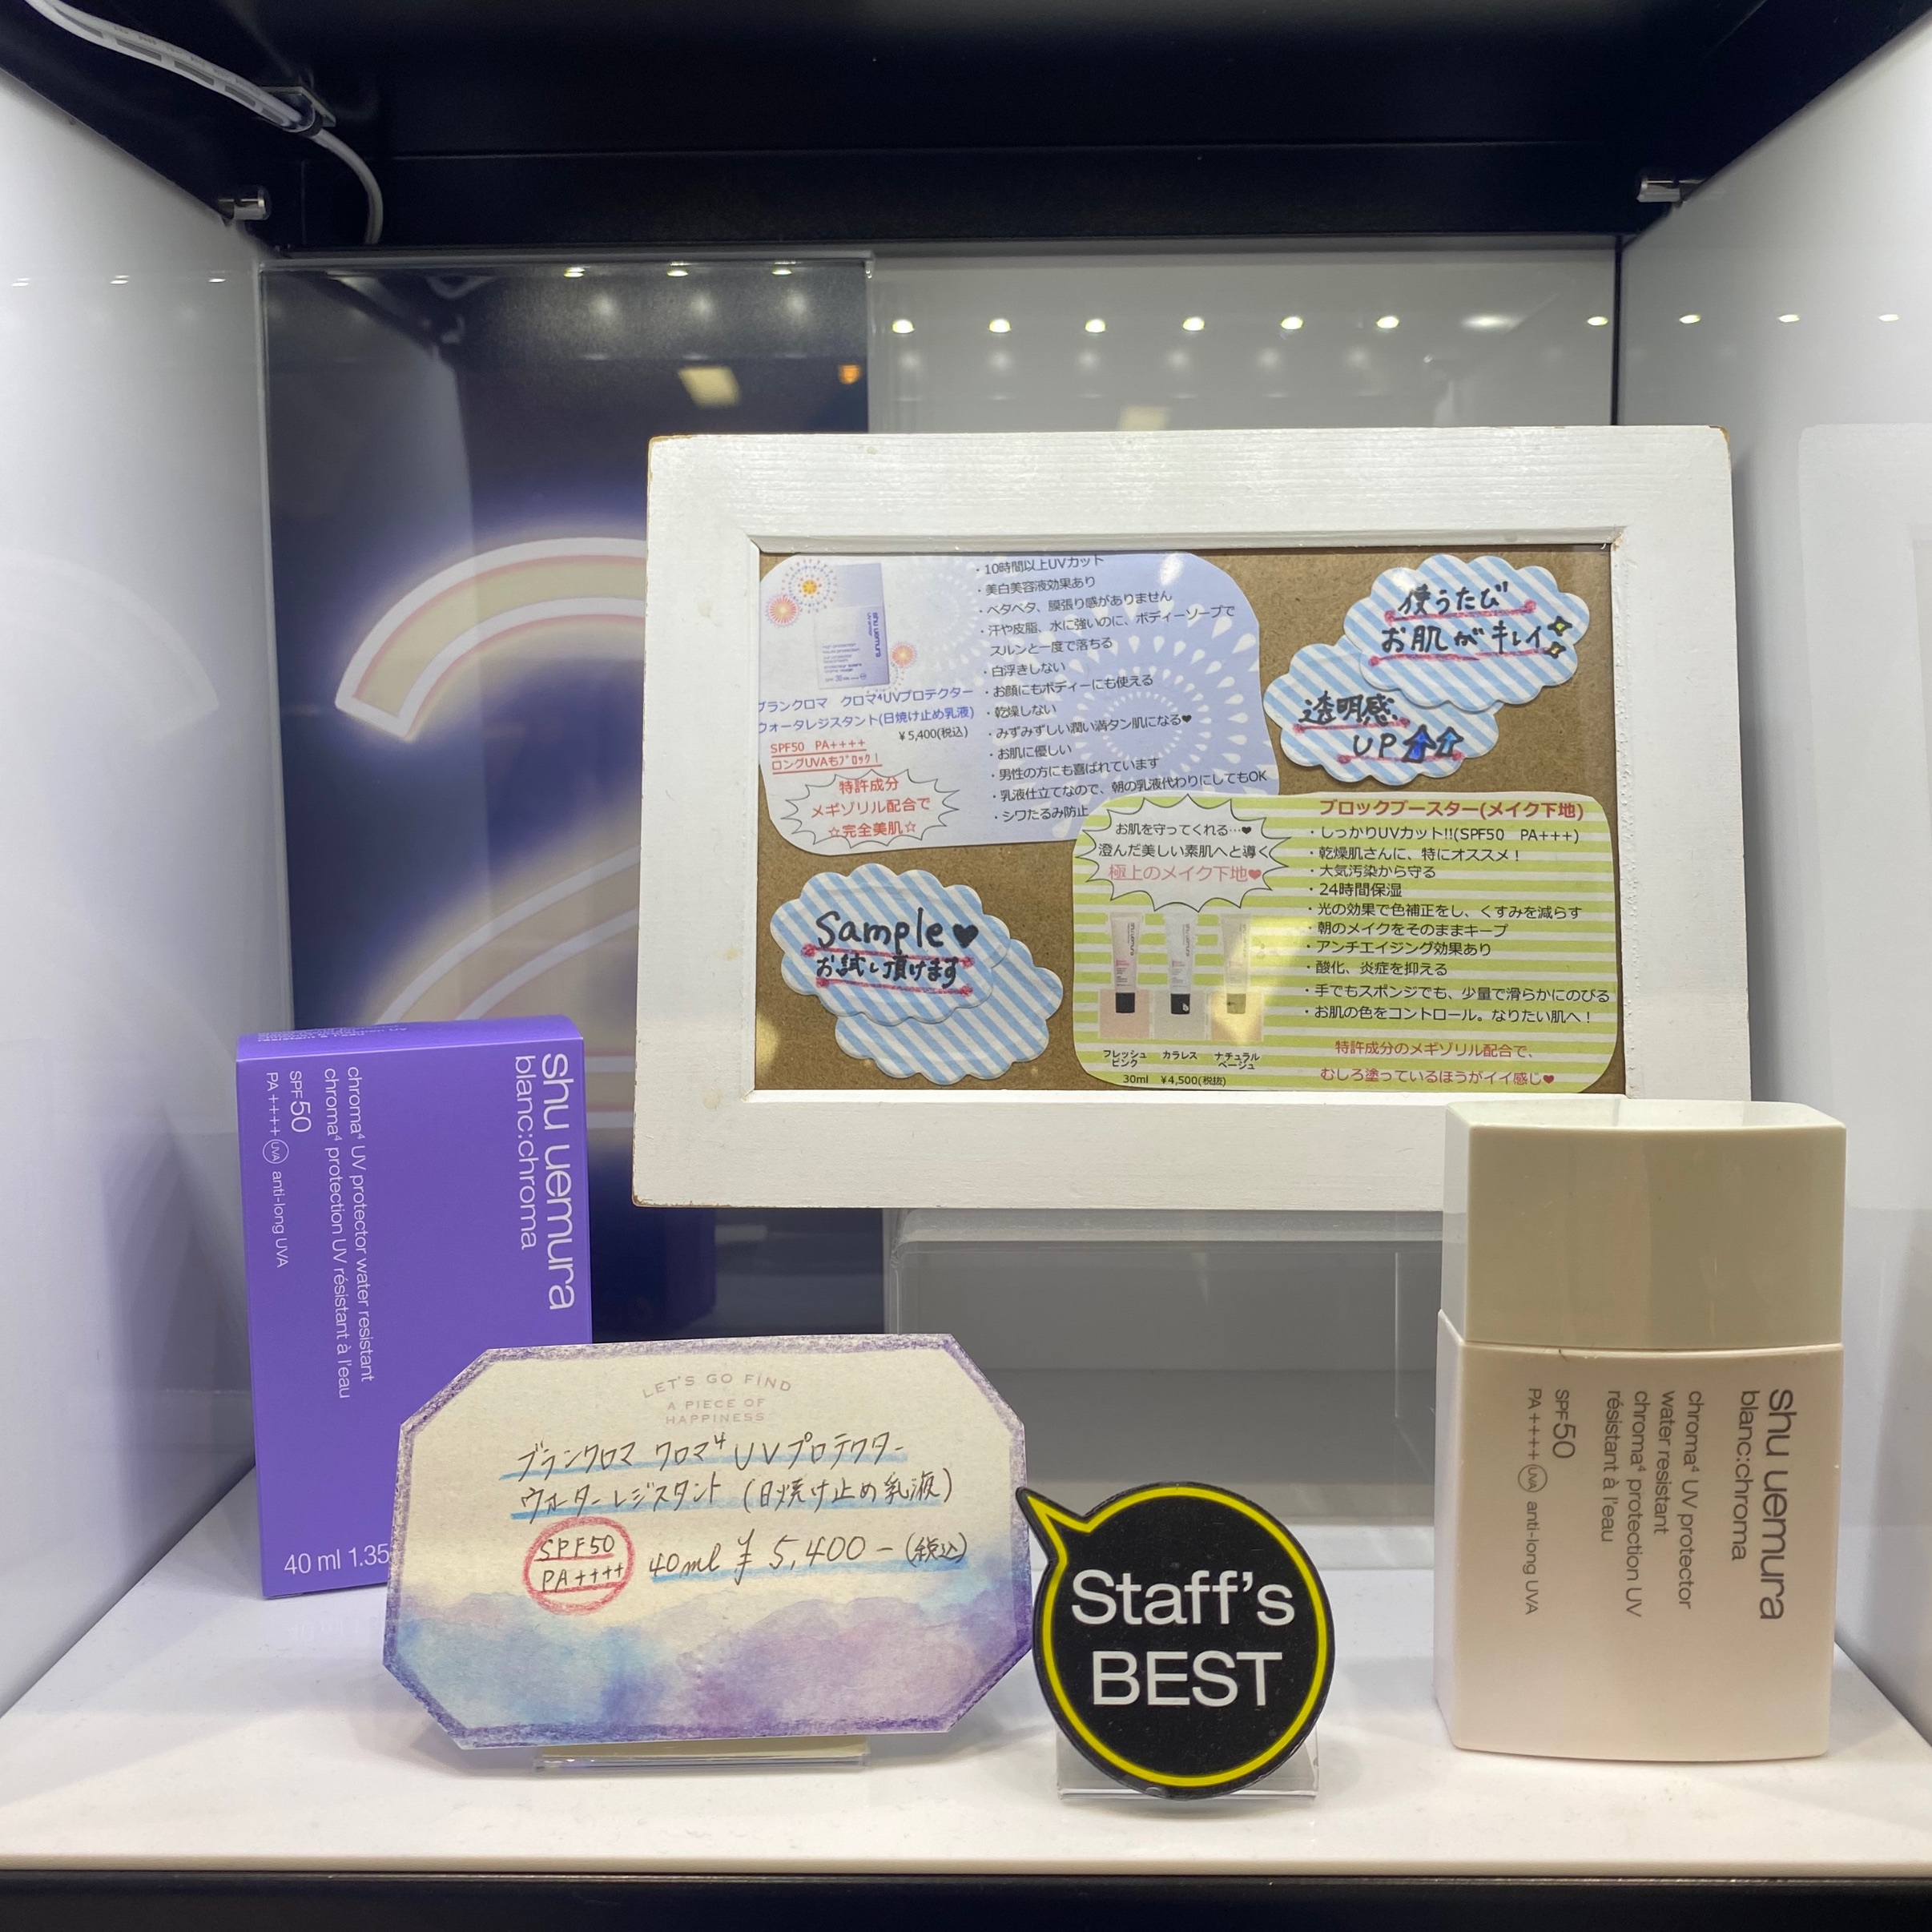 ・10時間以上UVカット
・美白美容液効果あり
・ベタベタ、膜張り感がありません
・汗や皮脂、水に強いのに、ボディーソープで
スルンと一度で落ちる
・白浮きしない
・お顔にもボディーにも使える
・乾燥しない
・みずみずしい潤い満タン肌になる♥
・お肌に優しい
・男性の方にも喜ばれています
・乳液仕立てなので、朝の乳液代わりにしてもOK
・シワたるみ防止
shu uemura
ブランクロマ クロマ⁴UVプロテクター
ウォータレジスタント(日焼け止め乳液)
¥5,400(税込)
SPF50 PA++++
ロングUVAもブロック!
特許成分
メギゾリル配合で
☆完全美肌☆
使うたび
お肌がキレイ
透明感
UP
Sample♥
お試し頂けます
お肌を守ってくれる…♥
澄んだ美しい素肌へと導く
極上のメイク下地♥
ブロックブースター(メイク下地)
・しっかりUVカット!!(SPF50 PA+++)
・乾燥肌さんに、特にオススメ!
・大気汚染から守る
・24時間保湿
・光の効果で色補正をし、くすみを減らす
・朝のメイクをそのままキープ
・アンチエイジング効果あり
・酸化、炎症を抑える
・手でもスポンジでも、少量で滑らかにのびる
・お肌の色をコントロール。なりたい肌へ!
特許成分のメギゾリル配合で、
むしろ塗っているほうがイイ感じ♥
フレッシュ
ピンク
カラレス
ナチュラル
ベージュ
30ml ¥4,500(税抜)
shu uemura
blanc:chroma
chroma⁴ UV protector water resistant
chroma⁴ protection UV résistant à l'eau
SPF50
PA++++ UVA anti-long UVA
40 ml 1.35
LET'S GO FIND
A PIECE OF
HAPPINESS
ブランクロマ クロマ⁴ UVプロテクター
ウォーターレジスタント (日焼け止め乳液)
SPF50
PA++++
40ml ¥ 5,400- (税込)
Staff's
BEST
shu uemura
blanc:chroma
chroma⁴ UV protector
water resistant
chroma⁴ protection UV
résistant à l'eau
SPF50
PA++++ UVA anti-long UVA